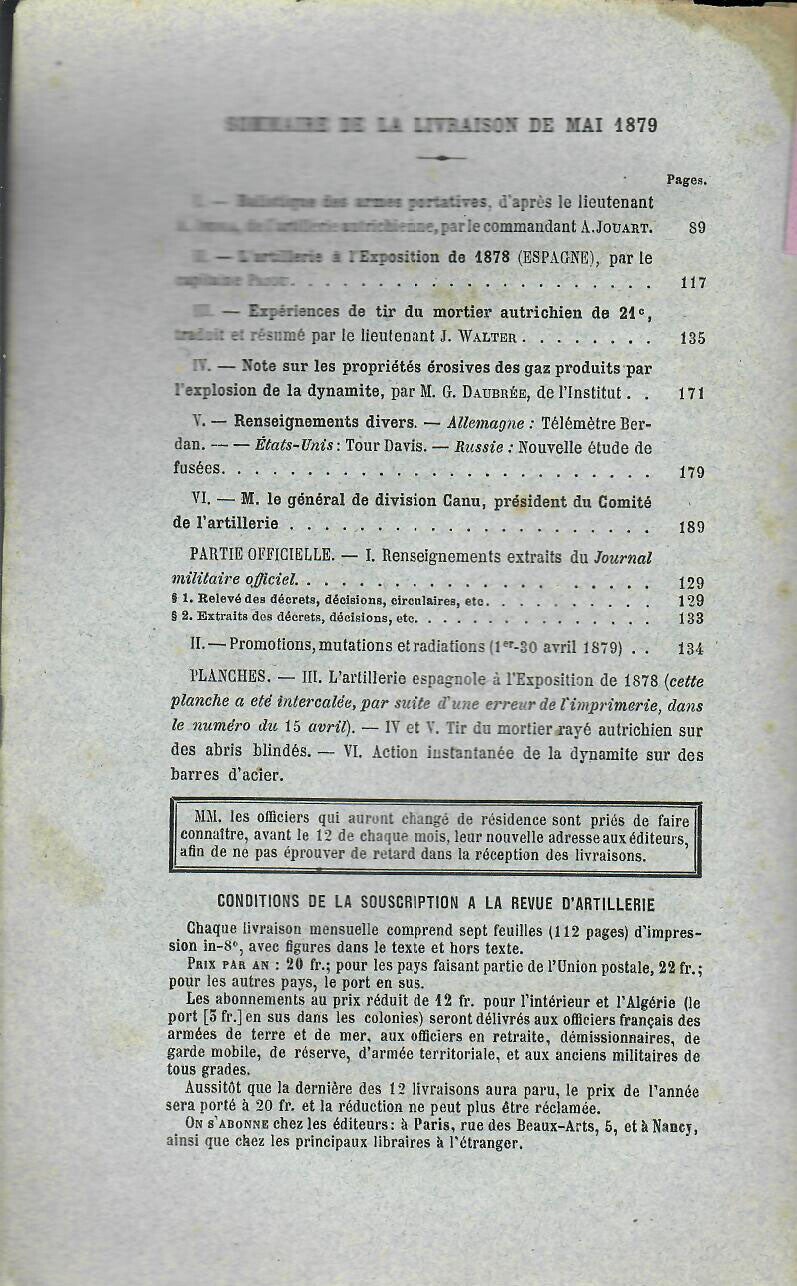 SOMMAIRE DE LA LIVRAISON DE MAI 1879
Pages.
— des armes portatives, d'après le lieutenant
de l'artillerie autrichienne, par le commandant A. JOUART. 89
— L'artillerie à l'Exposition de 1878 (ESPAGNE), par le
capitaine . . . . . . . . . . . . . . . . . . . . 117
III. — Expériences de tir du mortier autrichien de 21ᶜ,
traduit et résumé par le lieutenant J. WALTER . . . . . . . . 135
IV. — Note sur les propriétés érosives des gaz produits par
l'explosion de la dynamite, par M. G. DAUBRÉE, de l'Institut . . 171
V. — Renseignements divers. — Allemagne : Télémètre Ber-
dan. — — États-Unis : Tour Davis. — Russie : Nouvelle étude de
fusées. . . . . . . . . . . . . . . . . . . . . . . . 179
VI. — M. le général de division Canu, président du Comité
de l'artillerie . . . . . . . . . . . . . . . . . . . . 189
PARTIE OFFICIELLE. — I. Renseignements extraits du Journal
militaire officiel. . . . . . . . . . . . . . . . . . . . 129
§ 1. Relevé des décrets, décisions, circulaires, etc. . . . . . . . . . 129
§ 2. Extraits des décrets, décisions, etc. . . . . . . . . . . . . . 133
II. — Promotions, mutations et radiations (1er-30 avril 1879) . . 134
PLANCHES. — III. L'artillerie espagnole à l'Exposition de 1878 (cette
planche a eté intercalée, par suite d'une erreur de l'imprimerie, dans
le numéro du 15 avril). — IV et V. Tir du mortier rayé autrichien sur
des abris blindés. — VI. Action instantanée de la dynamite sur des
barres d'acier.
MM. les officiers qui auront changé de résidence sont priés de faire
connaître, avant le 12 de chaque mois, leur nouvelle adresse aux éditeurs,
afin de ne pas éprouver de retard dans la réception des livraisons.
CONDITIONS DE LA SOUSCRIPTION A LA REVUE D'ARTILLERIE
Chaque livraison mensuelle comprend sept feuilles (112 pages) d'impres-
sion in-8°, avec figures dans le texte et hors texte.
PRIX PAR AN : 20 fr.; pour les pays faisant partie de l'Union postale, 22 fr.;
pour les autres pays, le port en sus.
Les abonnements au prix réduit de 12 fr. pour l'intérieur et l'Algérie (le
port [3 fr.] en sus dans les colonies) seront délivrés aux officiers français des
armées de terre et de mer, aux officiers en retraite, démissionnaires, de
garde mobile, de réserve, d'armée territoriale, et aux anciens militaires de
tous grades.
Aussitôt que la dernière des 12 livraisons aura paru, le prix de l'année
sera porté à 20 fr. et la réduction ne peut plus être réclamée.
ON S'ABONNE chez les éditeurs : à Paris, rue des Beaux-Arts, 5, et à Nancy,
ainsi que chez les principaux libraires à l'étranger.